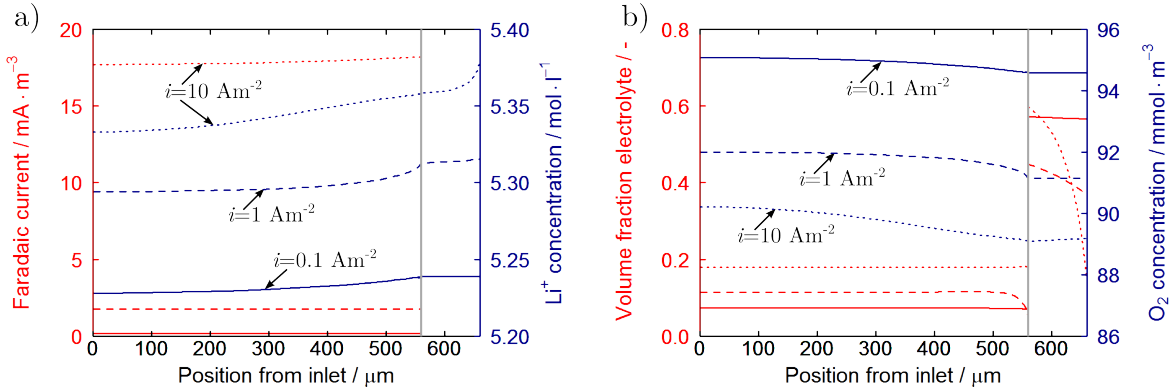 a)
Faradaic current / mA · m⁻³
20
15
10
5
0
i=10 Am⁻²
i=1 Am⁻²
i=0.1 Am⁻²
5.40
5.35
5.30
5.25
5.20
Li⁺ concentration / mol · l⁻¹
0 100 200 300 400 500 600
Position from inlet / μm
b)
Volume fraction electrolyte / -
0.8
0.6
0.4
0.2
0.0
i=0.1 Am⁻²
i=1 Am⁻²
i=10 Am⁻²
96
94
92
90
88
86
O₂ concentration / mmol · m⁻³
0 100 200 300 400 500 600
Position from inlet / μm